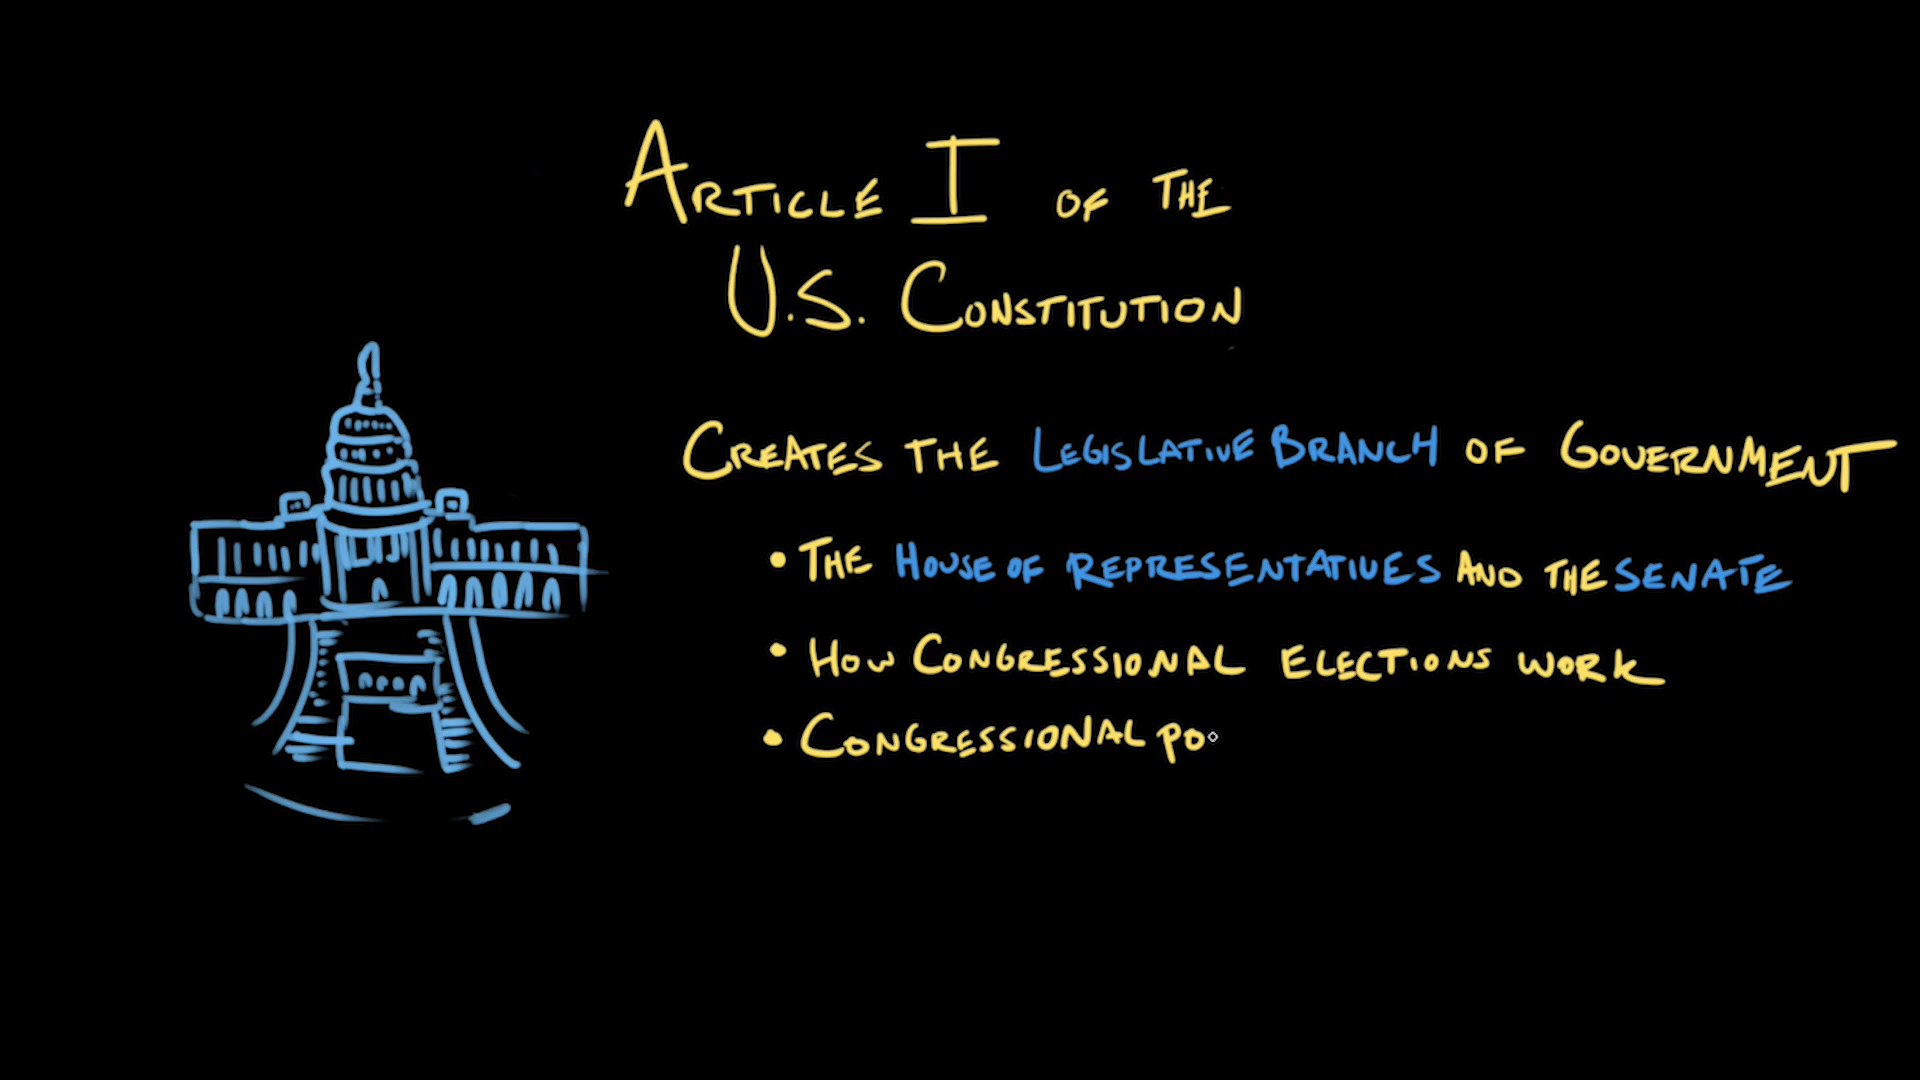 ARTICLE I OF THE
U.S. CONSTITUTION
CREATES THE LEGISLATIVE BRANCH OF GOVERNMENT
• THE HOUSE OF REPRESENTATIVES AND THE SENATE
• HOW CONGRESSIONAL ELECTIONS WORK
• CONGRESSIONAL PO